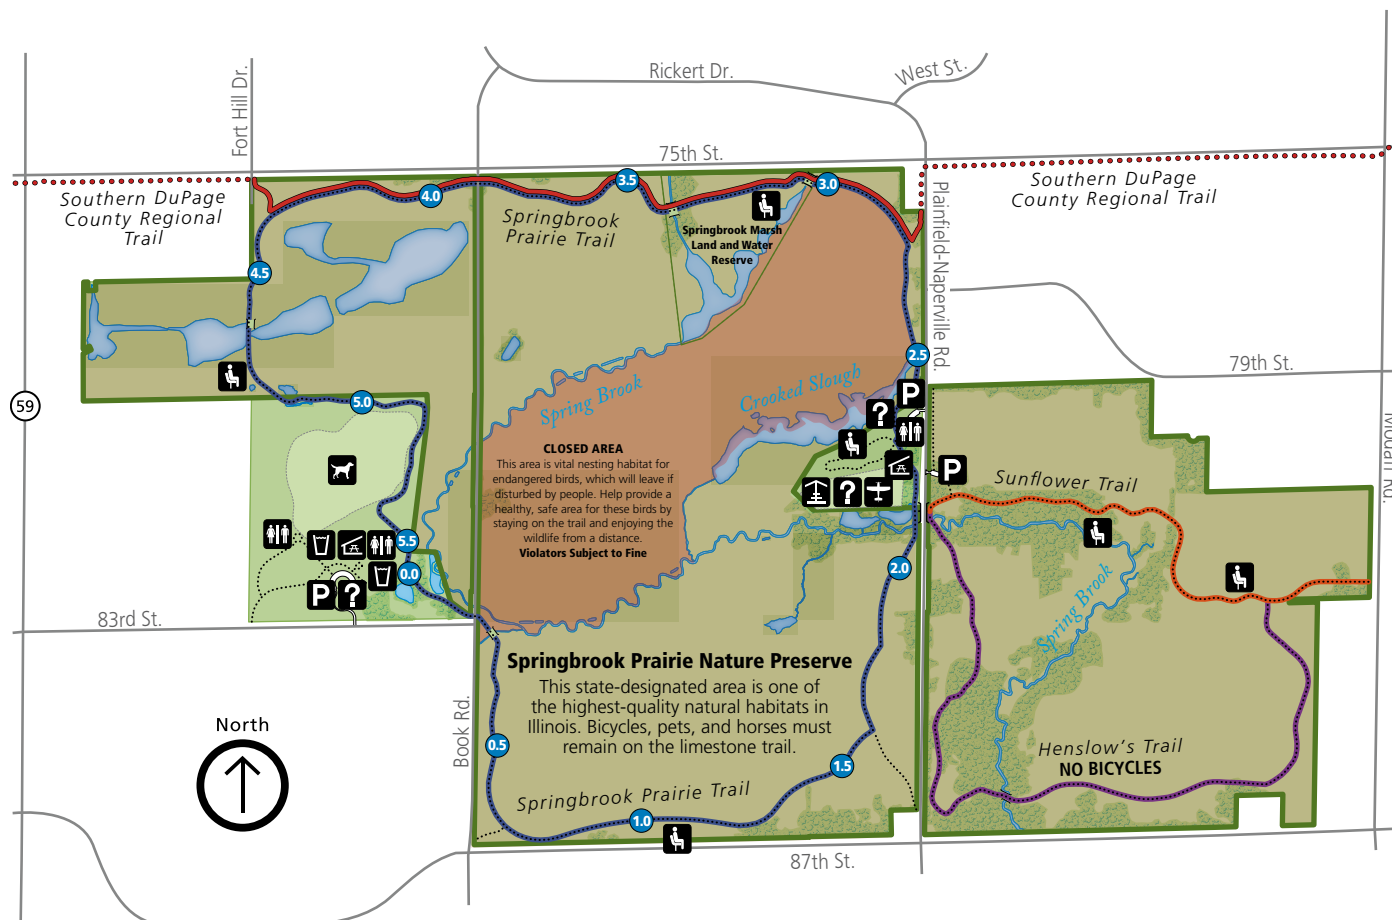 Rickert Dr.
West St.
Fort Hill Dr.
75th St.
Southern DuPage
County Regional
Trail
Southern DuPage
County Regional Trail
4.0
3.5
3.0
Springbrook
Prairie Trail
Springbrook Marsh
Land and Water
Reserve
Plainfield-Naperville Rd.
4.5
2.5
79th St.
59
5.0
Spring Brook
Crooked Slough
P
?
CLOSED AREA
This area is vital nesting habitat for
endangered birds, which will leave if
disturbed by people. Help provide a
healthy, safe area for these birds by
staying on the trail and enjoying the
wildlife from a distance.
Violators Subject to Fine
P
?
Sunflower Trail
5.5
0.0
P
?
2.0
Spring Brook
83rd St.
Springbrook Prairie Nature Preserve
This state-designated area is one of
the highest-quality natural habitats in
Illinois. Bicycles, pets, and horses must
remain on the limestone trail.
North
Book Rd.
0.5
1.5
Henslow's Trail
NO BICYCLES
Springbrook Prairie Trail
1.0
87th St.